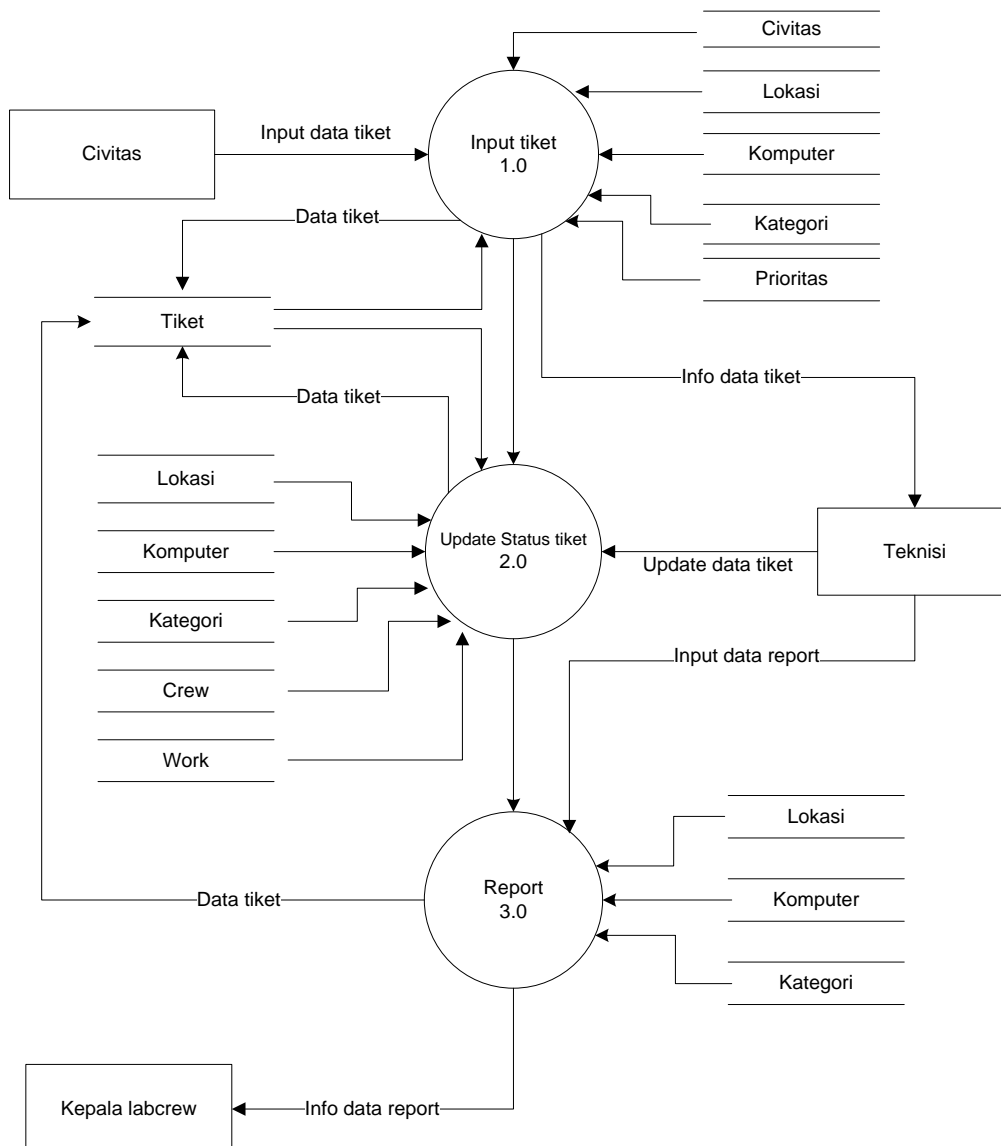 Civitas
Lokasi
Input tiket
1.0
Input data tiket
Civitas
Komputer
Kategori
Data tiket
Prioritas
Tiket
Info data tiket
Data tiket
Lokasi
Komputer
Update Status tiket
2.0
Teknisi
Update data tiket
Kategori
Input data report
Crew
Work
Lokasi
Report
3.0
Data tiket
Komputer
Kategori
Kepala labcrew
Info data report